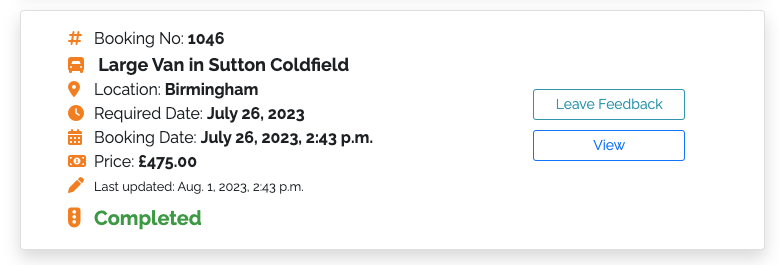 Booking No: 1046
Large Van in Sutton Coldfield
Location: Birmingham
Required Date: July 26, 2023
Booking Date: July 26, 2023, 2:43 p.m.
Price: £475.00
Last updated: Aug. 1, 2023, 2:43 p.m.
Completed
Leave Feedback
View